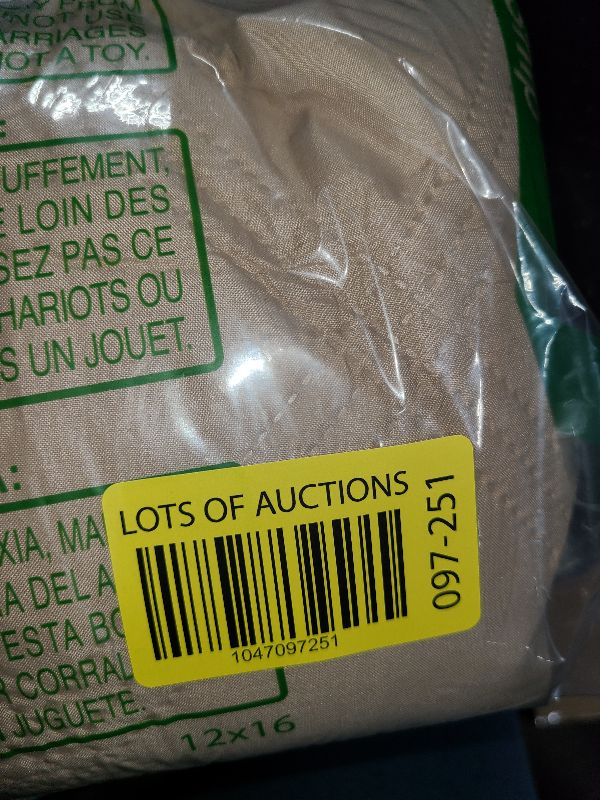 FROM
NOT USE
ARRIAGES
NOT A TOY.
UFFEMENT,
LOIN DES
SEZ PAS CE
HARIOTS OU
S UN JOUET.
A:
XIA, MA
A DEL A
ESTA BO
R CORRAL
JUGUETE.
12x16
LOTS OF AUCTIONS
1047097251
097-251